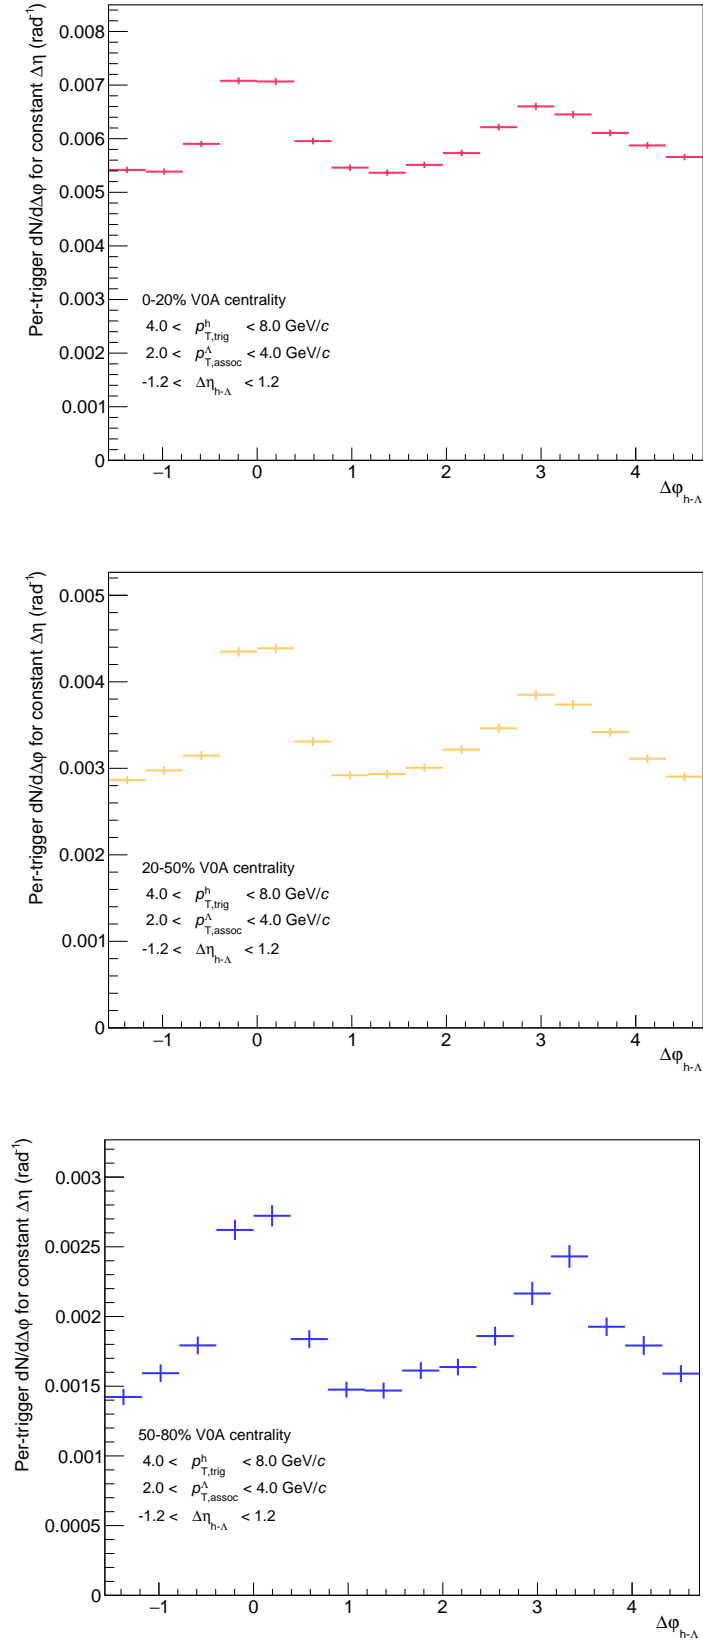 Per-trigger dN/dΔφ for constant Δη (rad⁻¹)
0.008
0.007
0.006
0.005
0.004
0.003
0.002
0.001
0
0-20% V0A centrality
4.0 < p^h_T,trig < 8.0 GeV/c
2.0 < p^Λ_T,assoc < 4.0 GeV/c
-1.2 < Δη_h-Λ < 1.2
−1 0 1 2 3 4
Δφ_h-Λ
Per-trigger dN/dΔφ for constant Δη (rad⁻¹)
0.005
0.004
0.003
0.002
0.001
0
20-50% V0A centrality
4.0 < p^h_T,trig < 8.0 GeV/c
2.0 < p^Λ_T,assoc < 4.0 GeV/c
-1.2 < Δη_h-Λ < 1.2
−1 0 1 2 3 4
Δφ_h-Λ
Per-trigger dN/dΔφ for constant Δη (rad⁻¹)
0.003
0.0025
0.002
0.0015
0.001
0.0005
0
50-80% V0A centrality
4.0 < p^h_T,trig < 8.0 GeV/c
2.0 < p^Λ_T,assoc < 4.0 GeV/c
-1.2 < Δη_h-Λ < 1.2
−1 0 1 2 3 4
Δφ_h-Λ